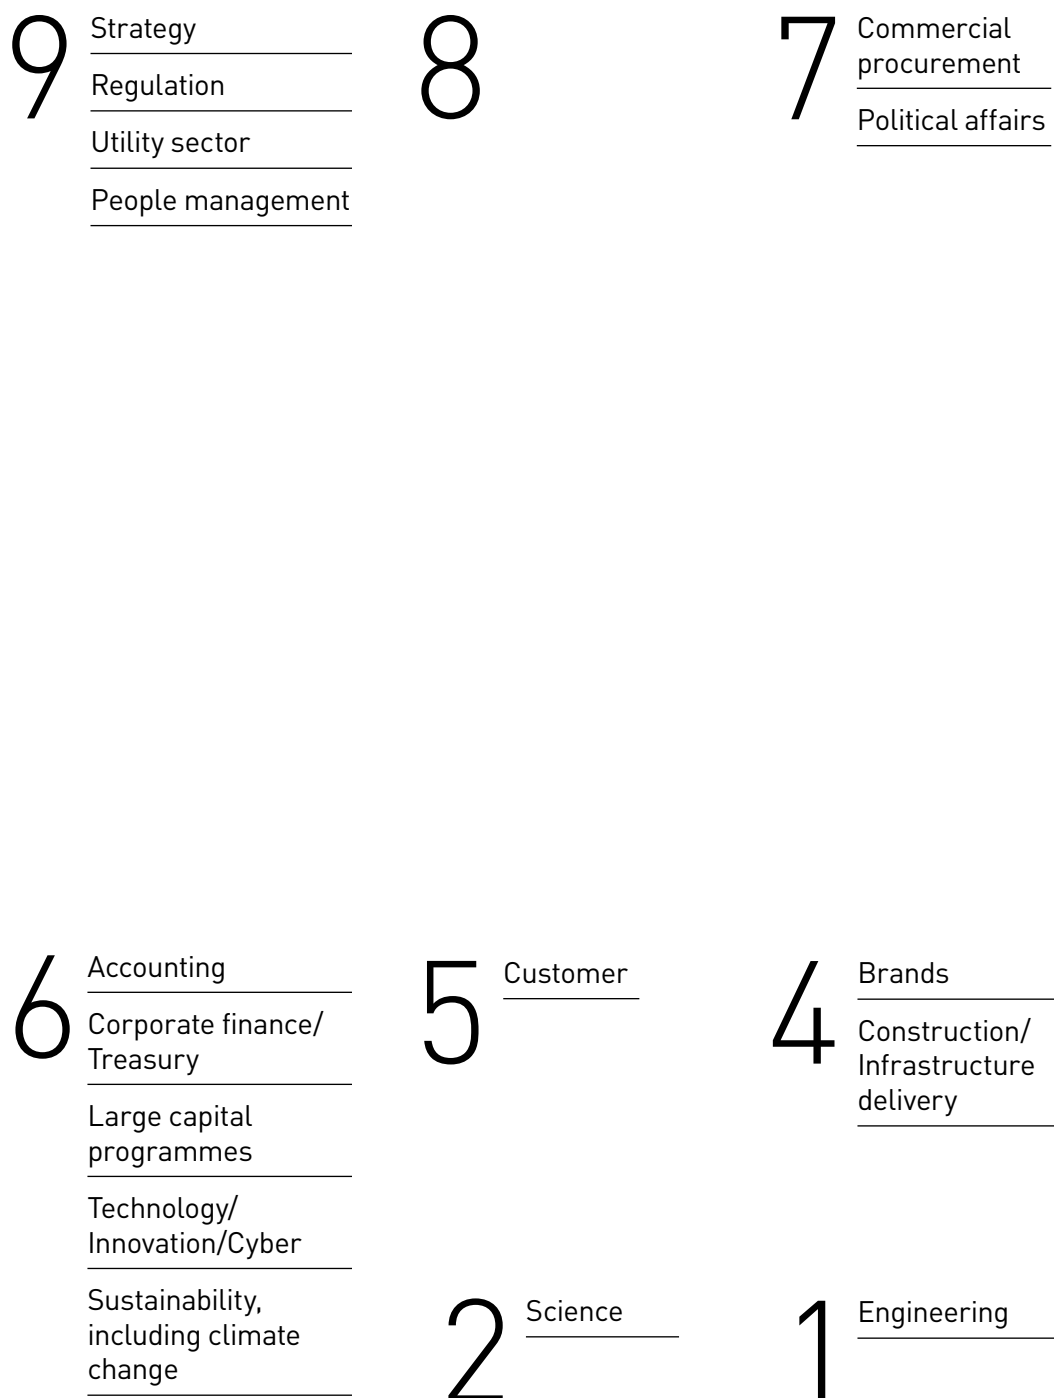 9
Strategy
Regulation
Utility sector
People management
8
7
Commercial
procurement
Political affairs
6
Accounting
Corporate finance/
Treasury
Large capital
programmes
Technology/
Innovation/Cyber
Sustainability,
including climate
change
5
Customer
4
Brands
Construction/
Infrastructure
delivery
2
Science
1
Engineering